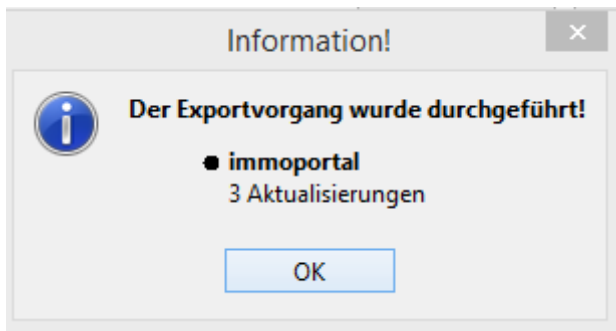 Information!
Der Exportvorgang wurde durchgeführt!
immoportal
3 Aktualisierungen
OK